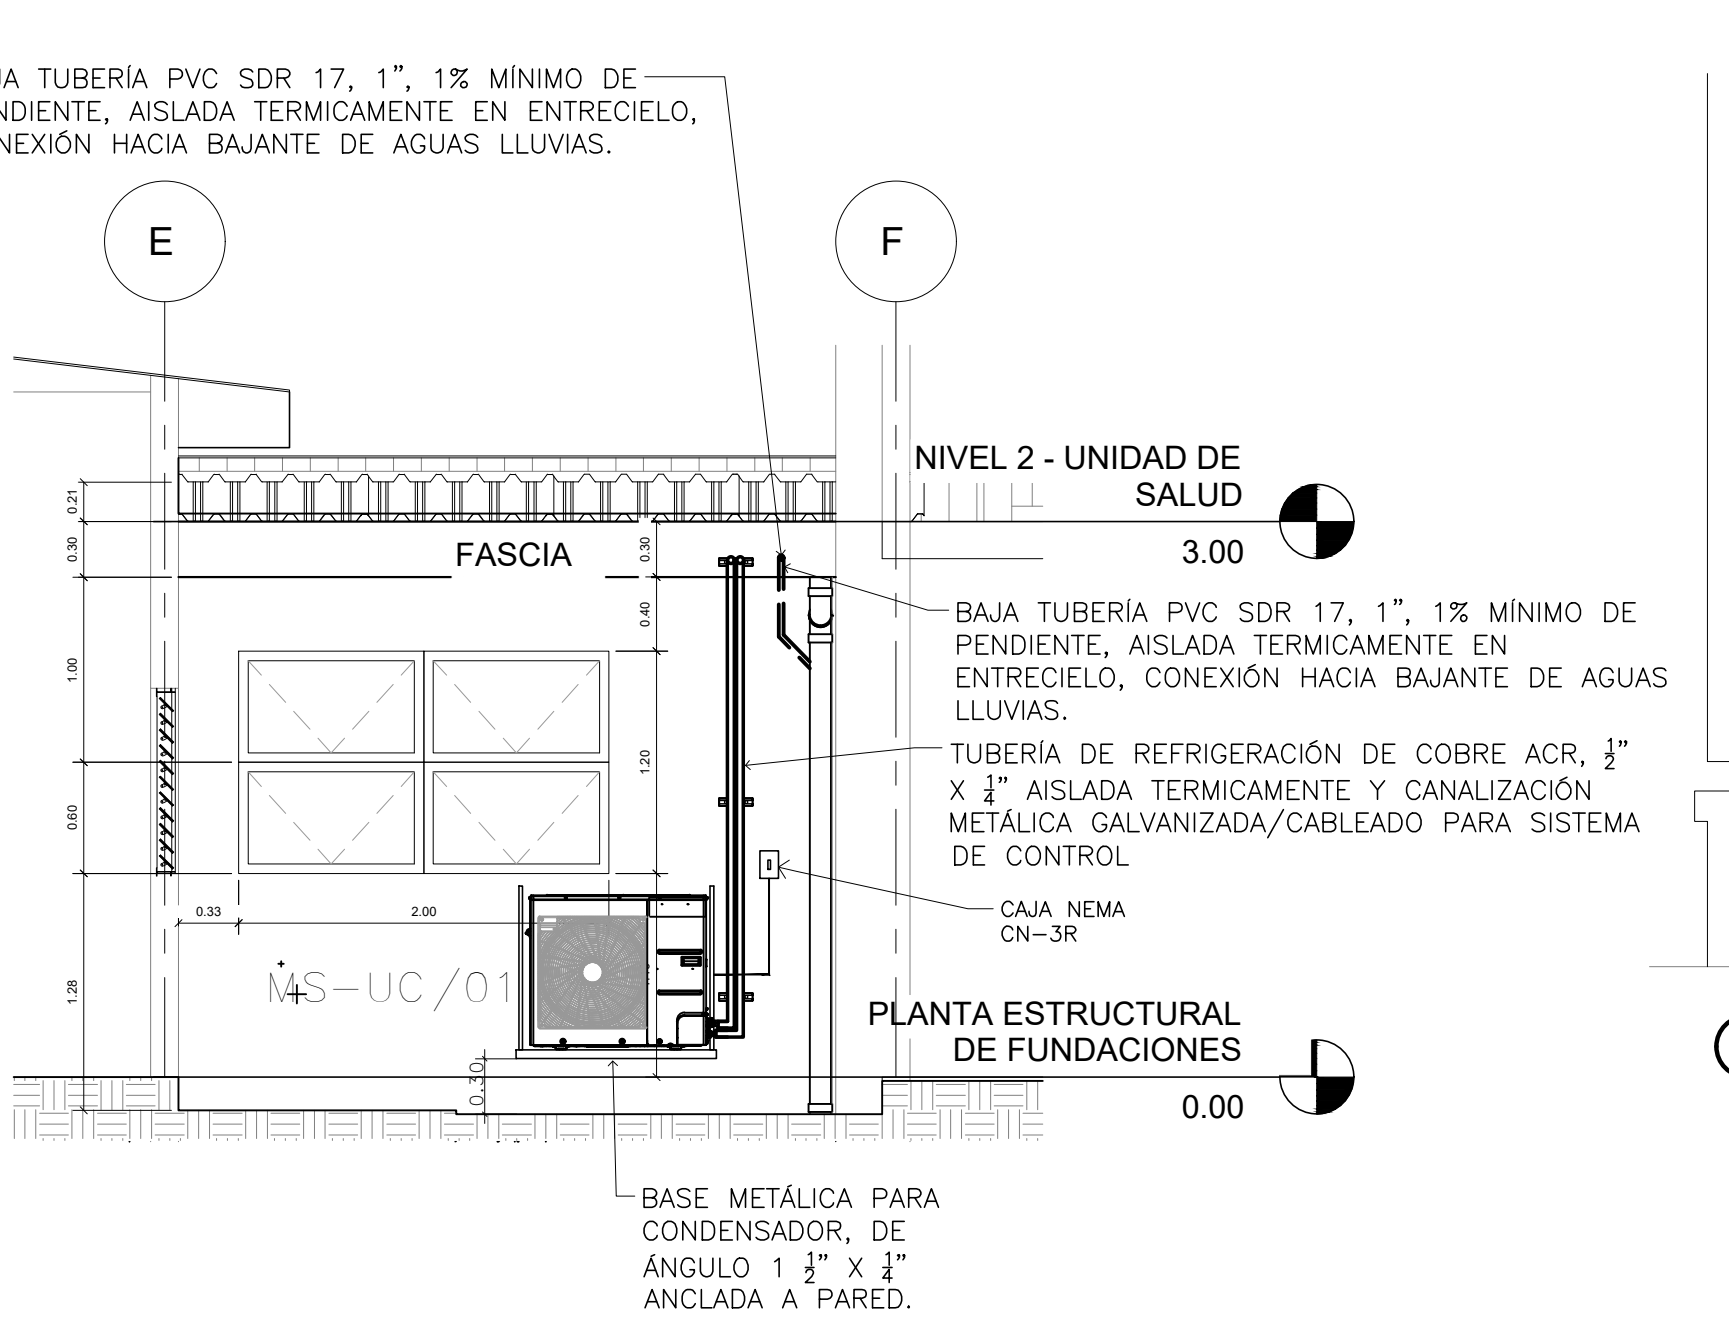 JA TUBERÍA PVC SDR 17, 1”, 1% MÍNIMO DE
NDIENTE, AISLADA TERMICAMENTE EN ENTRECIELO,
NEXIÓN HACIA BAJANTE DE AGUAS LLUVIAS.
E
F
NIVEL 2 - UNIDAD DE
SALUD
3.00
FASCIA
0.21
0.30
1.00
0.60
1.28
0.30
0.40
1.20
0.33
2.00
0.30
BAJA TUBERÍA PVC SDR 17, 1”, 1% MÍNIMO DE
PENDIENTE, AISLADA TERMICAMENTE EN
ENTRECIELO, CONEXIÓN HACIA BAJANTE DE AGUAS
LLUVIAS.
TUBERÍA DE REFRIGERACIÓN DE COBRE ACR, 1/2”
X 1/4” AISLADA TERMICAMENTE Y CANALIZACIÓN
METÁLICA GALVANIZADA/CABLEADO PARA SISTEMA
DE CONTROL
CAJA NEMA
CN-3R
MS-UC/01
PLANTA ESTRUCTURAL
DE FUNDACIONES
0.00
BASE METÁLICA PARA
CONDENSADOR, DE
ÁNGULO 1 1/2” X 1/4”
ANCLADA A PARED.